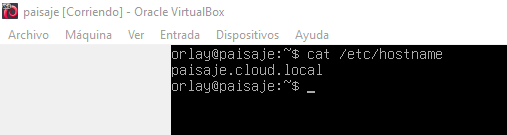 paisaje [Corriendo] - Oracle VirtualBox
Archivo Máquina Ver Entrada Dispositivos Ayuda
orlay@paisaje:~$ cat /etc/hostname
paisaje.cloud.local
orlay@paisaje:~$ _